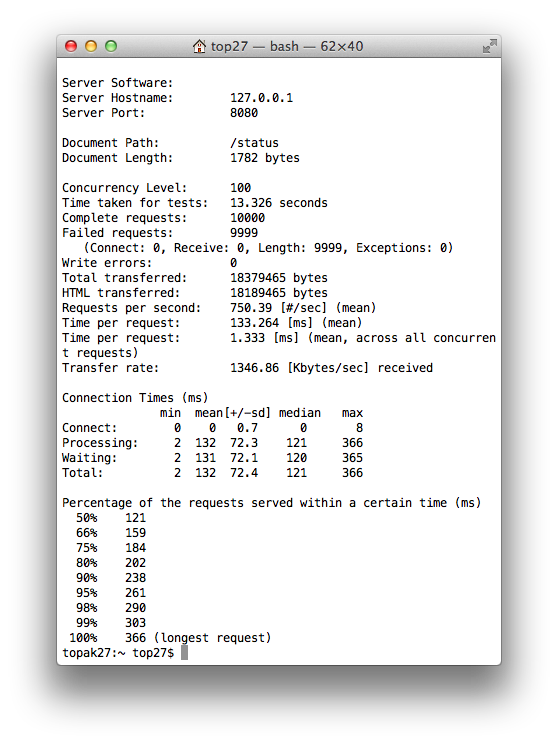 top27 — bash — 62×40
Server Software:
Server Hostname:        127.0.0.1
Server Port:            8080

Document Path:          /status
Document Length:        1782 bytes

Concurrency Level:      100
Time taken for tests:   13.326 seconds
Complete requests:      10000
Failed requests:        9999
   (Connect: 0, Receive: 0, Length: 9999, Exceptions: 0)
Write errors:           0
Total transferred:      18379465 bytes
HTML transferred:       18189465 bytes
Requests per second:    750.39 [#/sec] (mean)
Time per request:       133.264 [ms] (mean)
Time per request:       1.333 [ms] (mean, across all concurren
t requests)
Transfer rate:          1346.86 [Kbytes/sec] received

Connection Times (ms)
              min  mean[+/-sd] median   max
Connect:        0    0   0.7      0       8
Processing:     2  132  72.3    121     366
Waiting:        2  131  72.1    120     365
Total:          2  132  72.4    121     366

Percentage of the requests served within a certain time (ms)
  50%    121
  66%    159
  75%    184
  80%    202
  90%    238
  95%    261
  98%    290
  99%    303
 100%    366 (longest request)
topak27:~ top27$